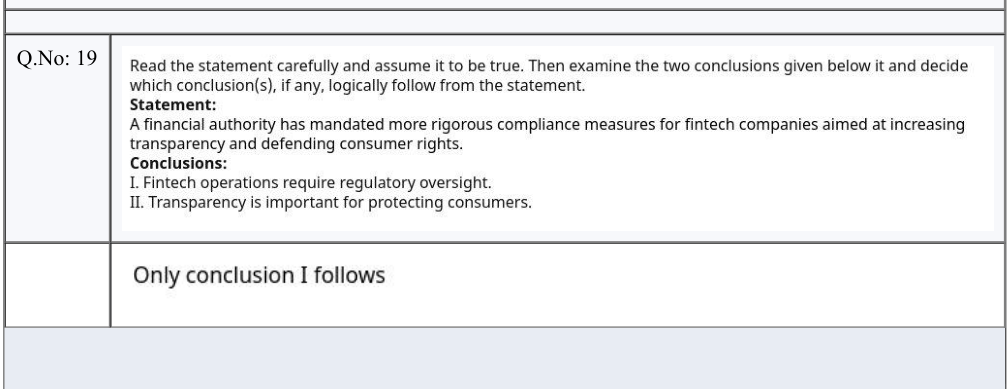 Q.No: 19
Read the statement carefully and assume it to be true. Then examine the two conclusions given below it and decide
which conclusion(s), if any, logically follow from the statement.
Statement:
A financial authority has mandated more rigorous compliance measures for fintech companies aimed at increasing
transparency and defending consumer rights.
Conclusions:
I. Fintech operations require regulatory oversight.
II. Transparency is important for protecting consumers.
Only conclusion I follows